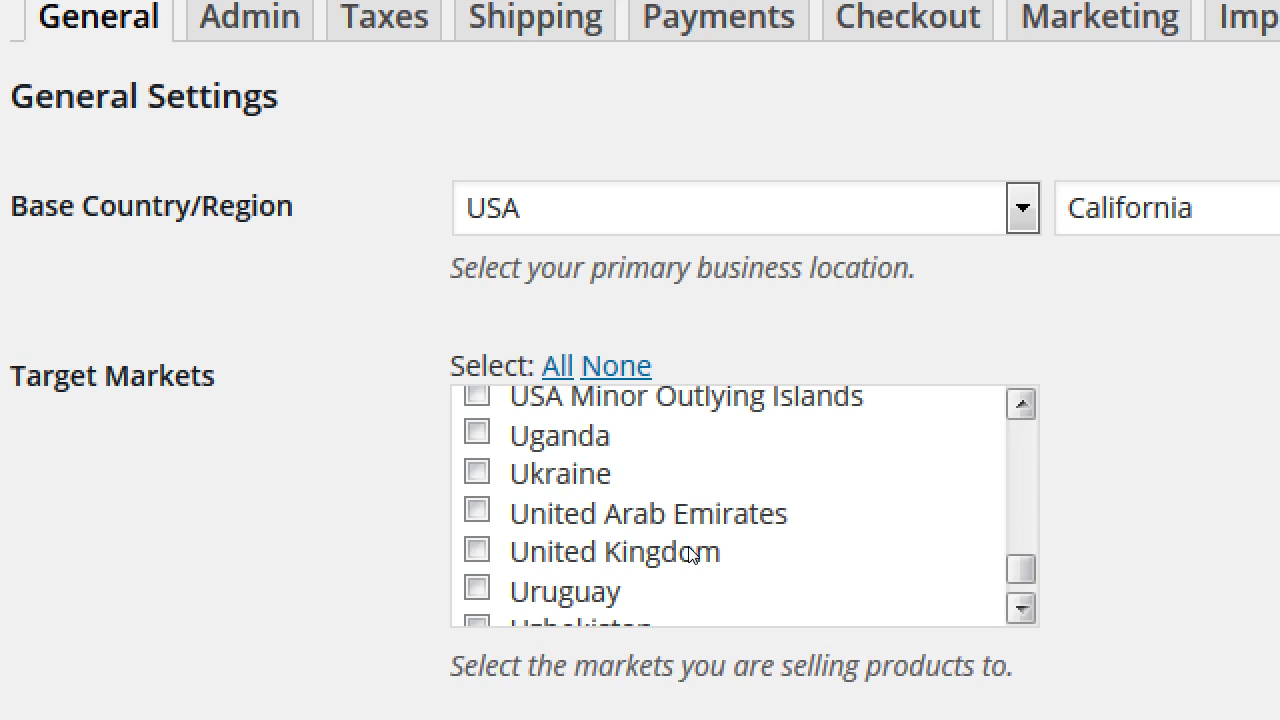 General Admin Taxes Shipping Payments Checkout Marketing Imp
General Settings
Base Country/Region USA California
Select your primary business location.
Target Markets Select: All None
USA Minor Outlying Islands
Uganda
Ukraine
United Arab Emirates
United Kingdom
Uruguay
Uzbekistan
Select the markets you are selling products to.